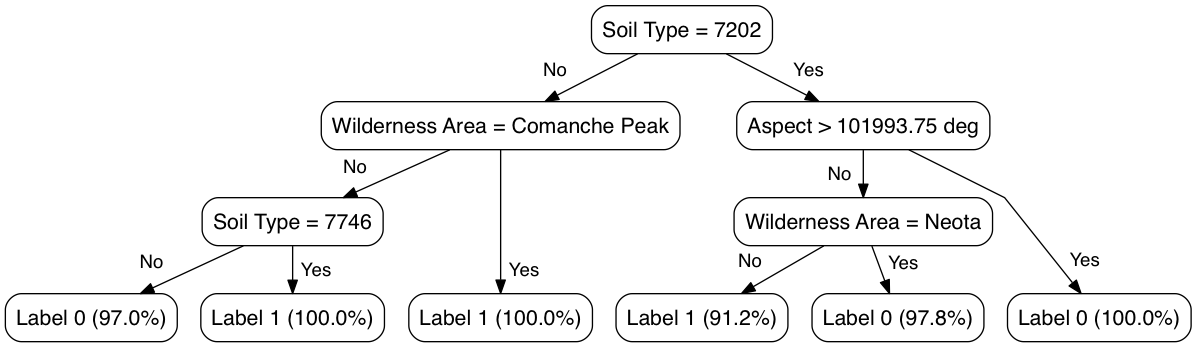 Soil Type = 7202
No
Yes
Wilderness Area = Comanche Peak
Aspect > 101993.75 deg
No
Yes
No
Yes
Soil Type = 7746
Wilderness Area = Neota
No
Yes
No
Yes
Label 0 (97.0%)
Label 1 (100.0%)
Label 1 (100.0%)
Label 1 (91.2%)
Label 0 (97.8%)
Label 0 (100.0%)